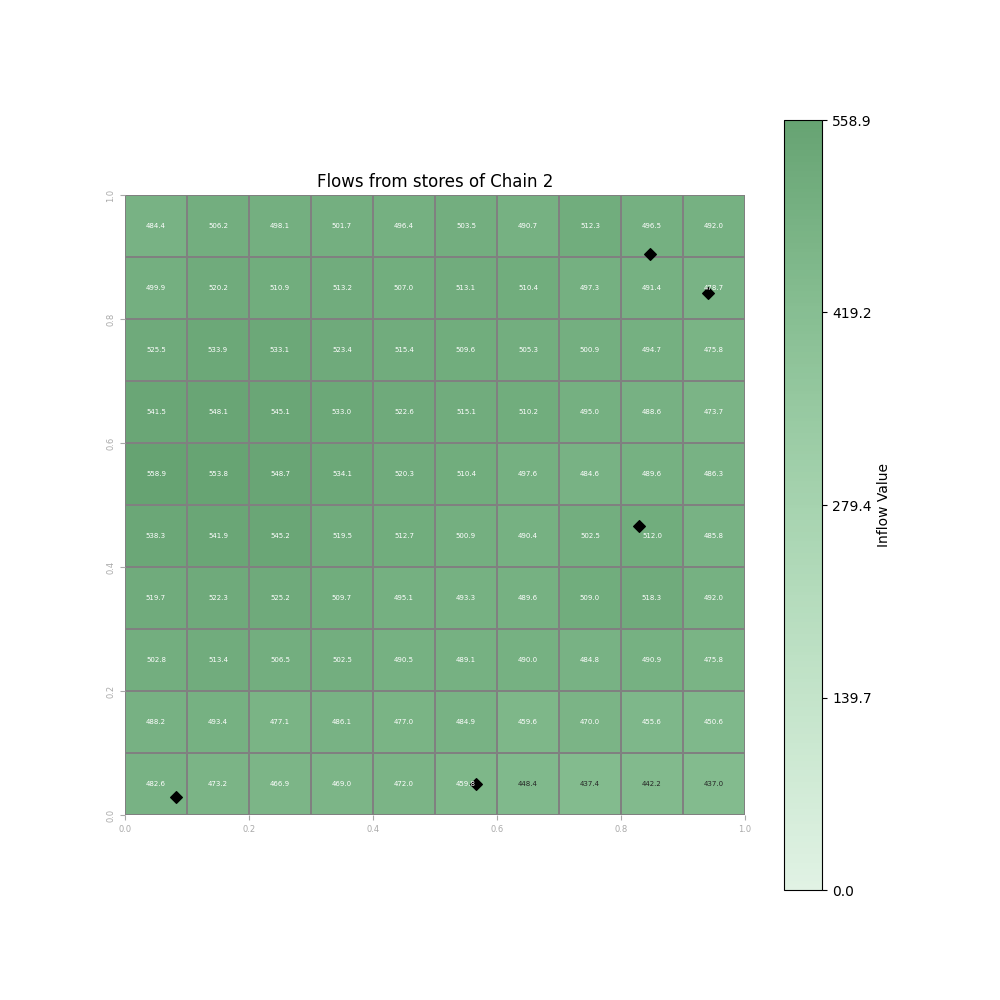 Flows from stores of Chain 2
558.9
419.2
279.4
139.7
0.0
Inflow Value
1.0
0.8
0.6
0.4
0.2
0.0
484.4 506.2 498.1 501.7 496.4 503.5 490.7 512.3 496.5 492.0
499.9 520.2 510.9 513.2 507.0 513.1 510.4 497.3 491.4 478.7
525.5 533.9 533.1 523.4 515.4 509.6 505.3 500.9 494.7 475.8
541.5 548.1 545.1 533.0 522.6 515.1 510.2 495.0 488.6 473.7
558.9 553.8 548.7 534.1 520.3 510.4 497.6 484.6 489.6 486.3
538.3 541.9 545.2 519.5 512.7 500.9 490.4 502.5 512.0 485.8
519.7 522.3 525.2 509.7 495.1 493.3 489.6 509.0 518.3 492.0
502.8 513.4 506.5 502.5 490.5 489.1 490.0 484.8 490.9 475.8
488.2 493.4 477.1 486.1 477.0 484.9 459.6 470.0 455.6 450.6
482.6 473.2 466.9 469.0 472.0 459.8 448.4 437.4 442.2 437.0
0.0 0.2 0.4 0.6 0.8 1.0